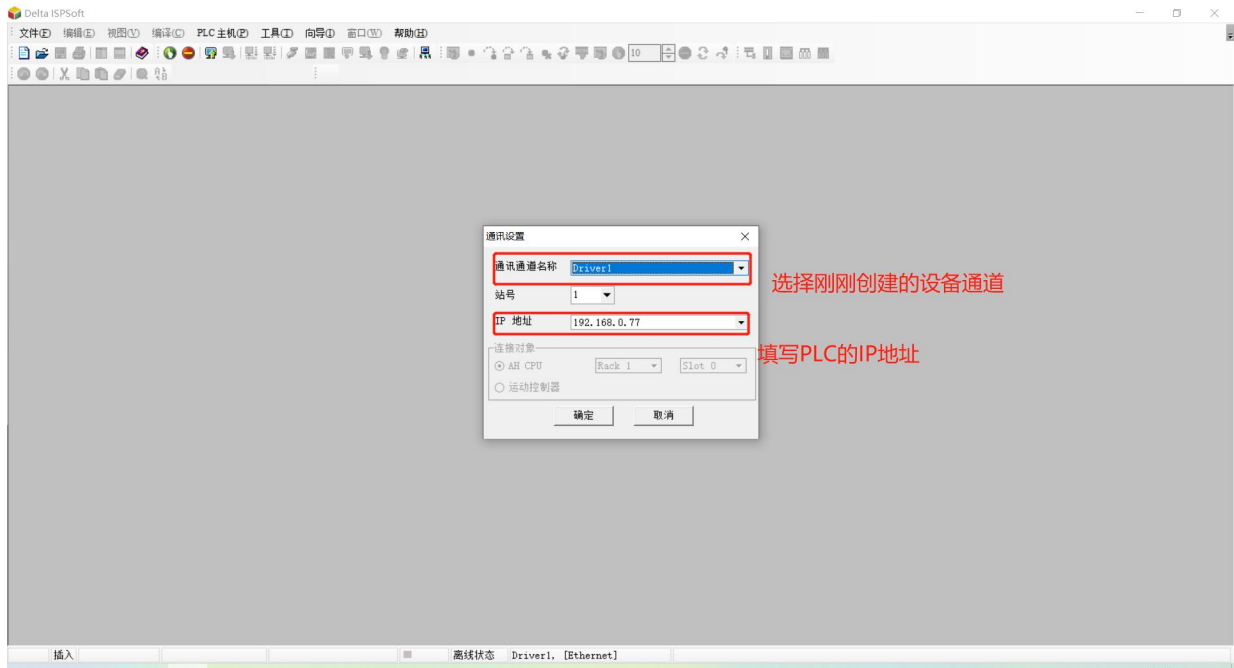 Delta ISPSoft
文件(F) 编辑(E) 视图(V) 编译(C) PLC 主机(P) 工具(T) 向导(I) 窗口(W) 帮助(H)
10
通讯设置
通讯通道名称 Driver1
选择刚刚创建的设备通道
站号 1
IP 地址 192.168.0.77
填写PLC的IP地址
连接对象
AH CPU Rack 1 Slot 0
运动控制器
确定 取消
插入 离线状态 Driver1, [Ethernet]